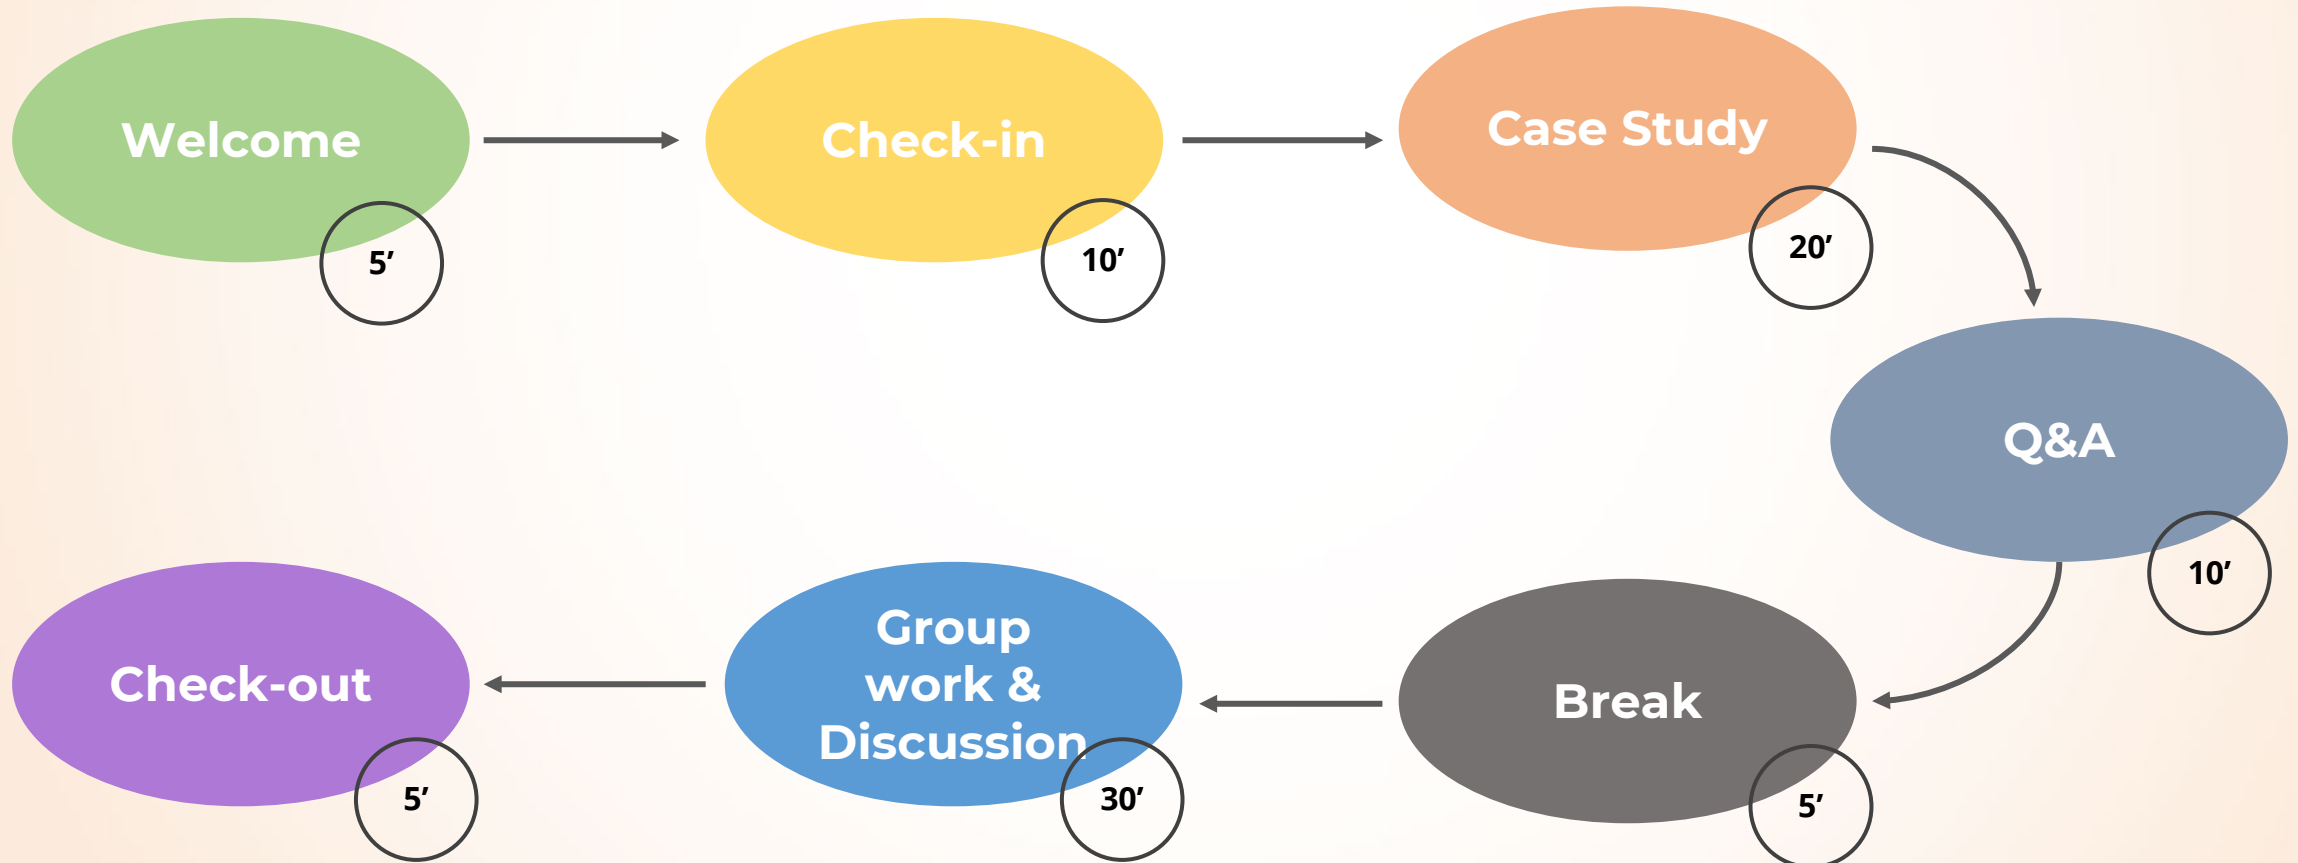 Welcome
5’
Check-in
10’
Case Study
20’
Q&A
10’
Break
5’
Group
work &
Discussion
30’
Check-out
5’